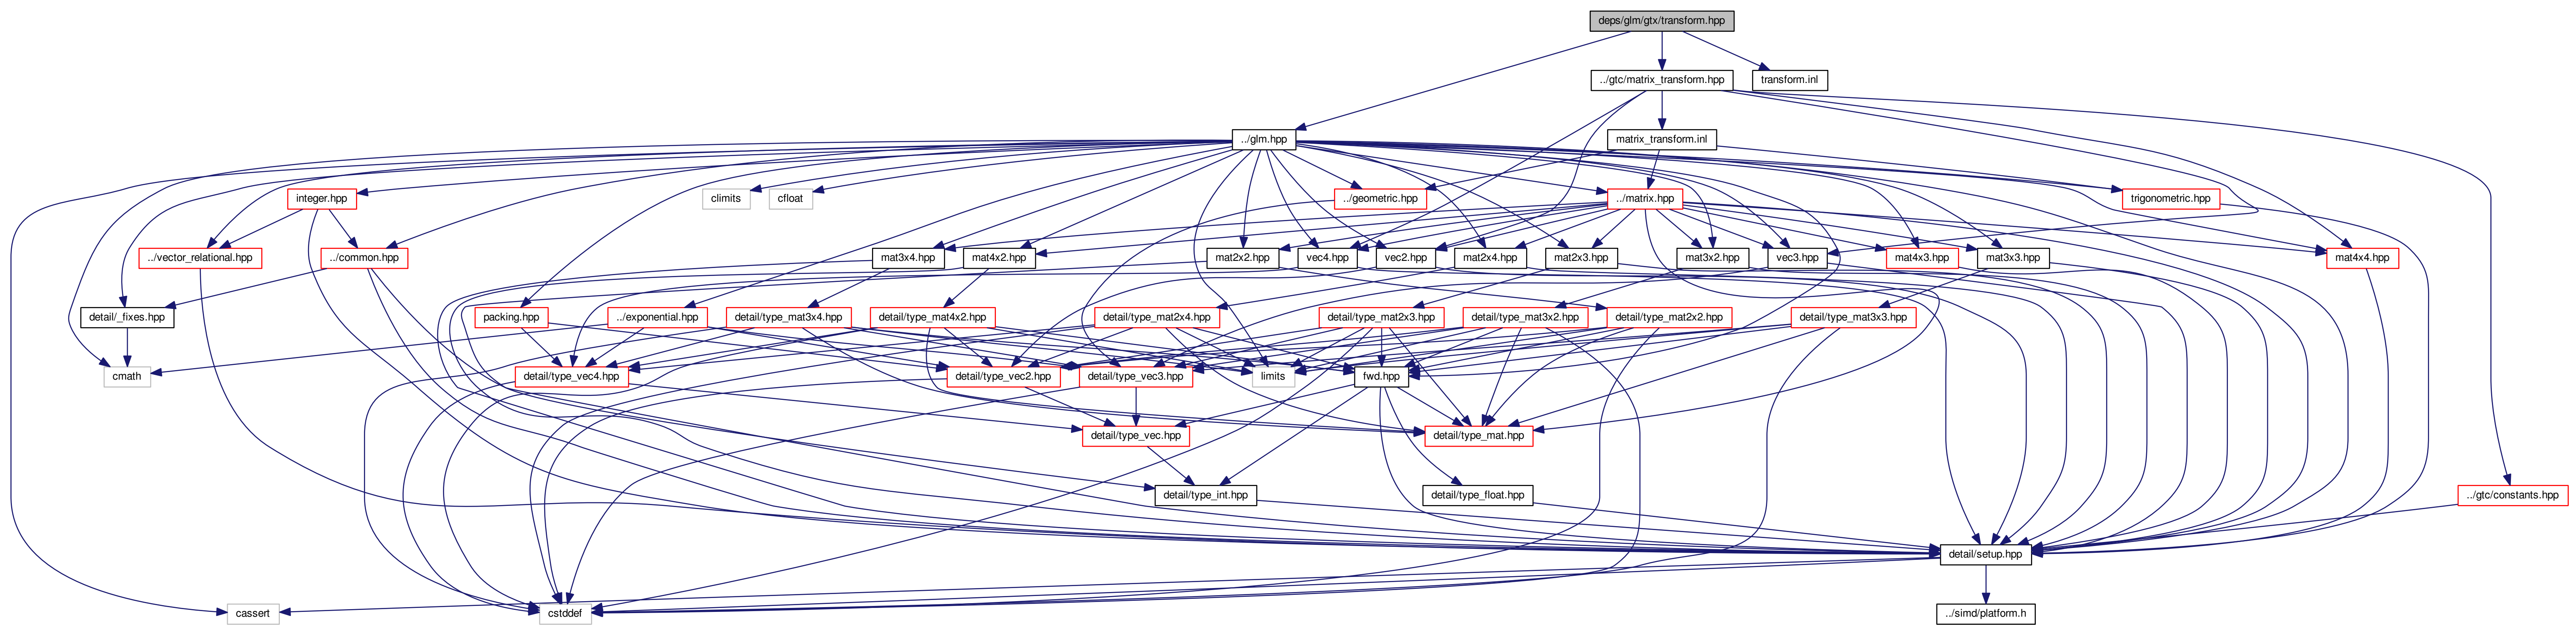 deps/glm/gtx/transform.hpp
../gtc/matrix_transform.hpp
transform.inl
../glm.hpp
matrix_transform.inl
integer.hpp
climits
cfloat
../geometric.hpp
../matrix.hpp
trigonometric.hpp
../vector_relational.hpp
../common.hpp
mat3x4.hpp
mat4x2.hpp
mat2x2.hpp
vec4.hpp
vec2.hpp
mat2x4.hpp
mat2x3.hpp
mat3x2.hpp
vec3.hpp
mat4x3.hpp
mat3x3.hpp
mat4x4.hpp
detail/_fixes.hpp
packing.hpp
../exponential.hpp
detail/type_mat3x4.hpp
detail/type_mat4x2.hpp
detail/type_mat2x4.hpp
detail/type_mat2x3.hpp
detail/type_mat3x2.hpp
detail/type_mat2x2.hpp
detail/type_mat3x3.hpp
cmath
detail/type_vec4.hpp
detail/type_vec2.hpp
detail/type_vec3.hpp
limits
fwd.hpp
detail/type_vec.hpp
detail/type_mat.hpp
detail/type_int.hpp
detail/type_float.hpp
../gtc/constants.hpp
detail/setup.hpp
cassert
cstddef
../simd/platform.h